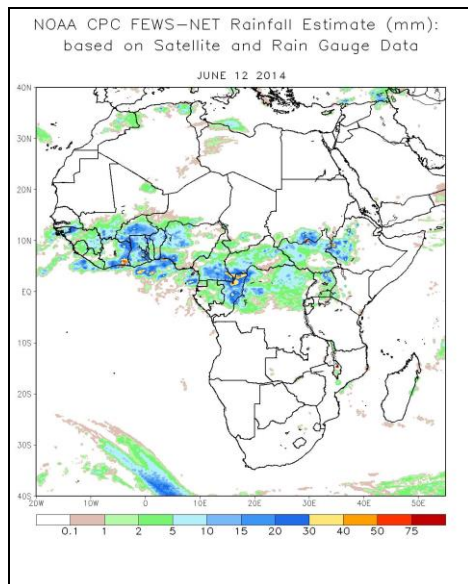 NOAA CPC FEWS-NET Rainfall Estimate (mm):
based on Satellite and Rain Gauge Data
JUNE 12 2014
40N
30N
20N
10N
EQ
10S
20S
30S
40S
20W 10W 0 10E 20E 30E 40E 50E
0.1 1 2 5 10 15 20 30 40 50 75